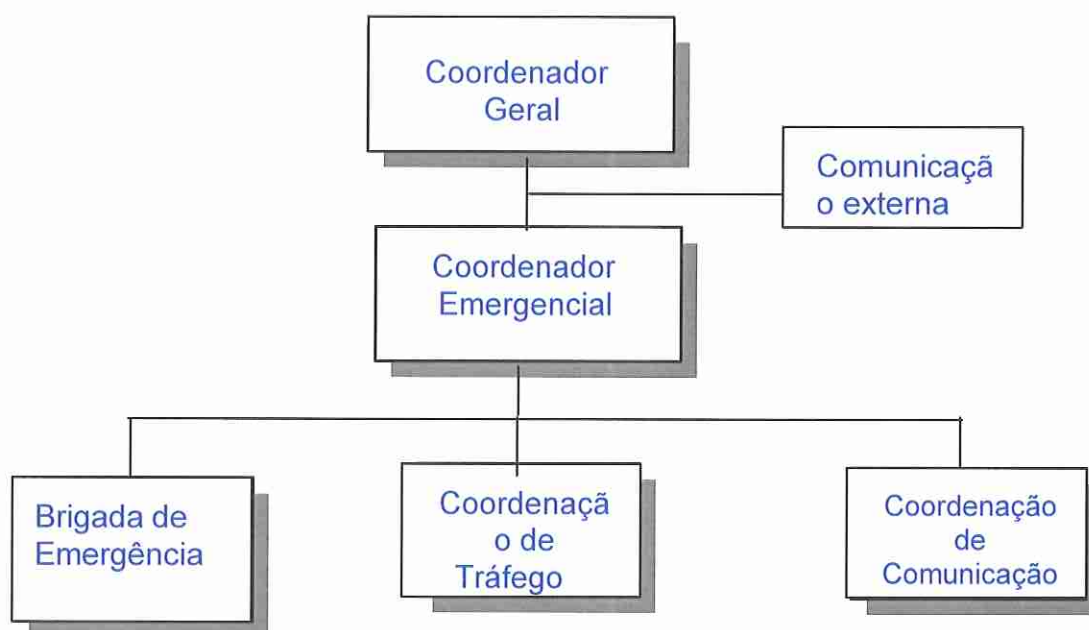 Coordenador
Geral
Comunicaçã
o externa
Coordenador
Emergencial
Brigada de
Emergência
Coordenaçã
o de
Tráfego
Coordenação
de
Comunicação